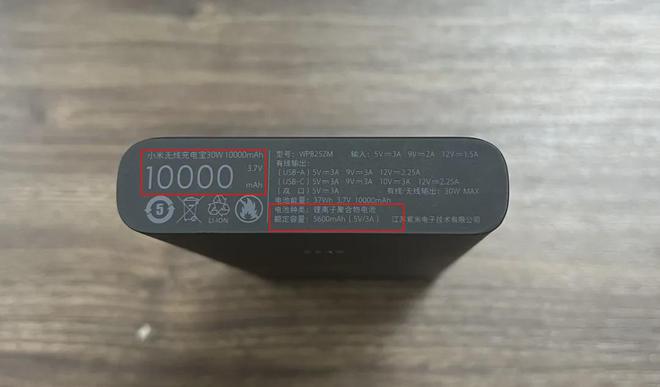 小米无线充电宝30W 10000mAh
10000
3.7V
mAh
5
LI-ION
型号：WPB25ZM 输入：5V⎓3A 9V⎓2A 12V⎓1.5A
有线输出：
（USB-A）5V⎓3A 9V⎓3A 12V⎓2.25A
（USB-C）5V⎓3A 9V⎓3A 10V⎓3A 12V⎓2.25A
（双 口）5V⎓3A 有线/无线输出：30W MAX
电池能量：37Wh 3.7V 10000mAh
电池种类：锂离子聚合物电池
额定容量：5600mAh（5V/3A） 江苏紫米电子技术有限公司